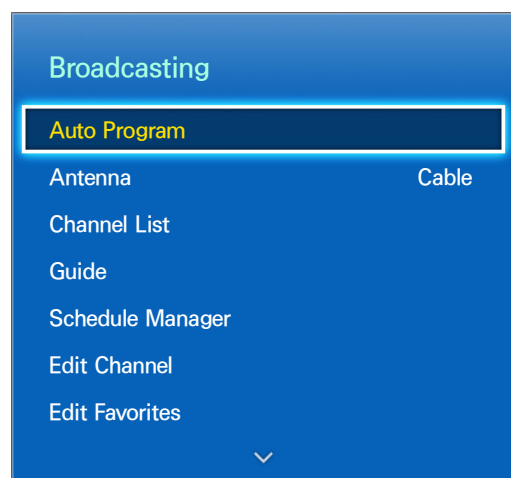 Broadcasting
Auto Program
Antenna Cable
Channel List
Guide
Schedule Manager
Edit Channel
Edit Favorites